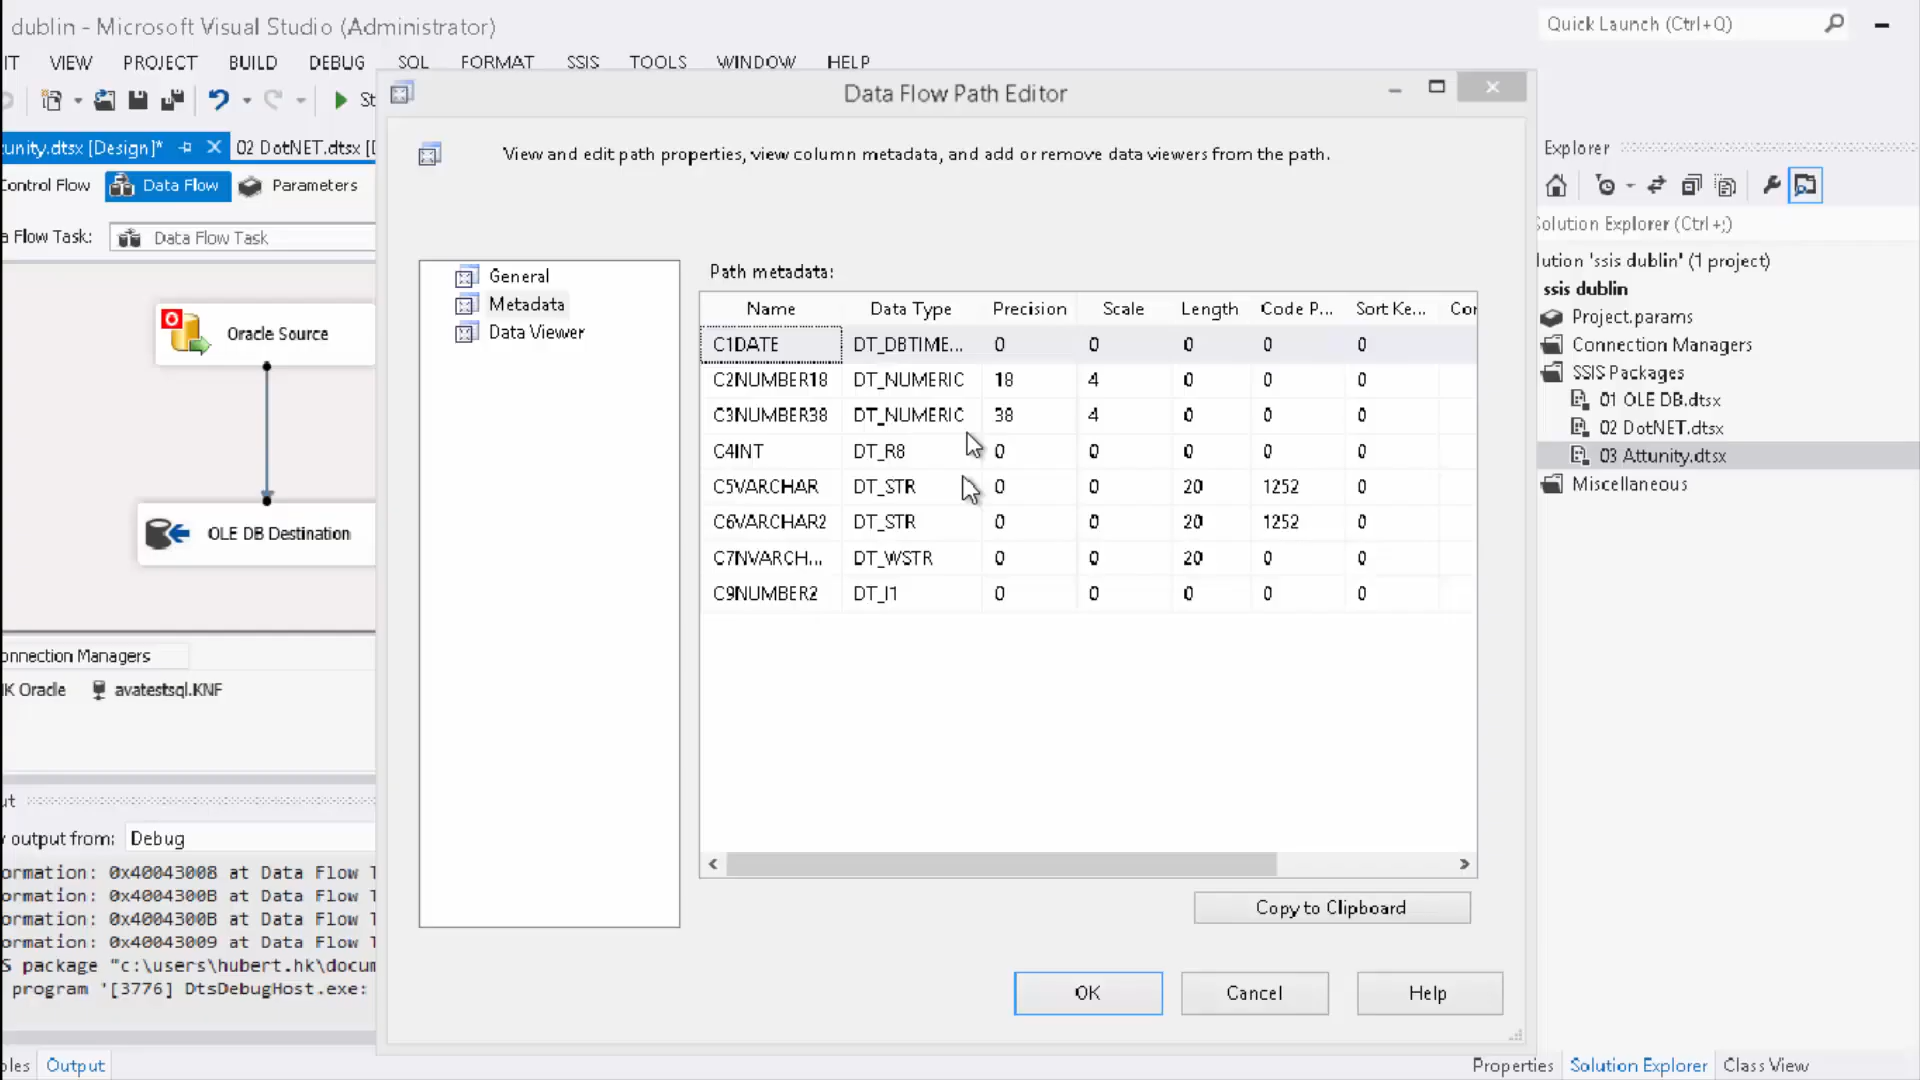 dublin - Microsoft Visual Studio (Administrator)
Quick Launch (Ctrl+Q)
IT VIEW PROJECT BUILD DEBUG SQL FORMAT SSIS TOOLS WINDOW HELP
St
Data Flow Path Editor
unity.dtsx [Design]* 02 DotNET.dtsx [D
View and edit path properties, view column metadata, and add or remove data viewers from the path.
Explorer
Control Flow Data Flow Parameters
a Flow Task: Data Flow Task
Solution Explorer (Ctrl+;)
General
Metadata
Data Viewer
Path metadata:
Name Data Type Precision Scale Length Code P... Sort Ke... Cor
C1DATE DT_DBTIME... 0 0 0 0 0
C2NUMBER18 DT_NUMERIC 18 4 0 0 0
C3NUMBER38 DT_NUMERIC 38 4 0 0 0
C4INT DT_R8 0 0 0 0 0
C5VARCHAR DT_STR 0 0 20 1252 0
C6VARCHAR2 DT_STR 0 0 20 1252 0
C7NVARCH... DT_WSTR 0 0 20 0 0
C9NUMBER2 DT_I1 0 0 0 0 0
lution 'ssis dublin' (1 project)
ssis dublin
Project.params
Connection Managers
SSIS Packages
01 OLE DB.dtsx
02 DotNET.dtsx
03 Attunity.dtsx
Miscellaneous
Oracle Source
OLE DB Destination
onnection Managers
HK Oracle avatestsql.KNF
ut
w output from: Debug
ormation: 0x40043008 at Data Flow T
ormation: 0x4004300B at Data Flow T
ormation: 0x4004300B at Data Flow T
ormation: 0x40043009 at Data Flow T
S package "c:\users\hubert.hk\docum
program '[3776] DtsDebugHost.exe:
Copy to Clipboard
OK Cancel Help
bles Output
Properties Solution Explorer Class View